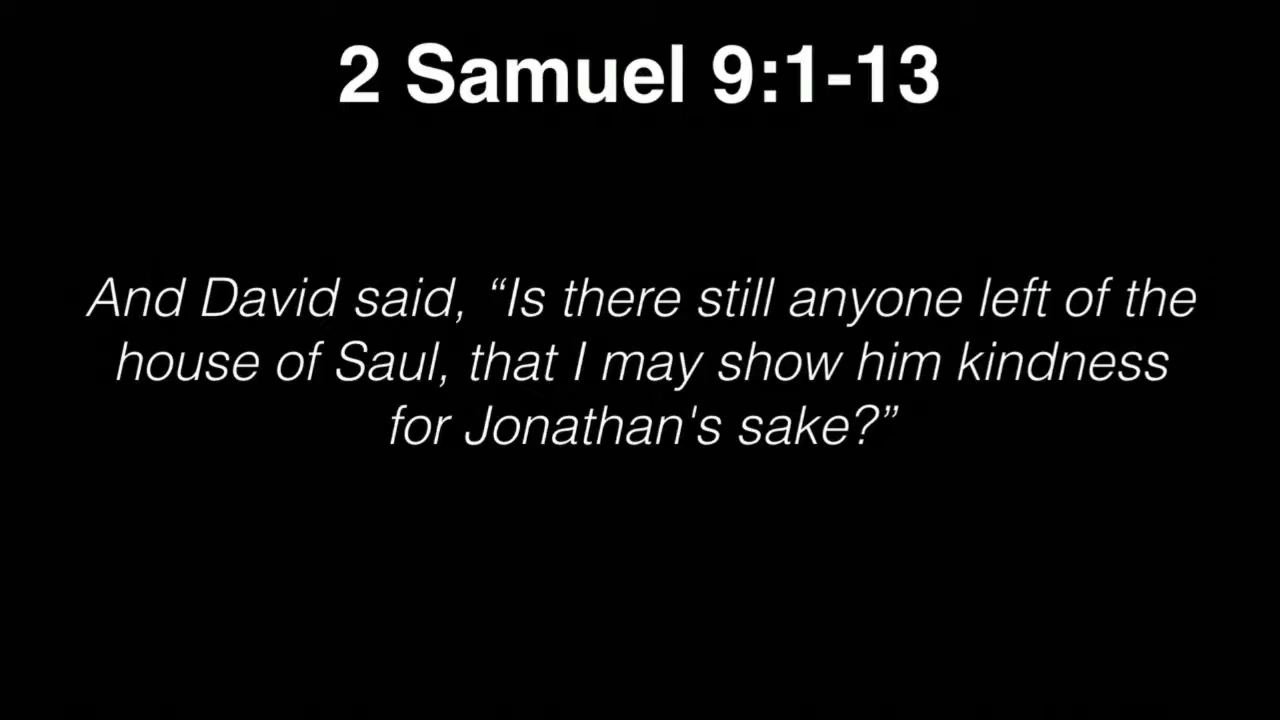 2 Samuel 9:1-13
And David said, “Is there still anyone left of the
house of Saul, that I may show him kindness
for Jonathan's sake?”